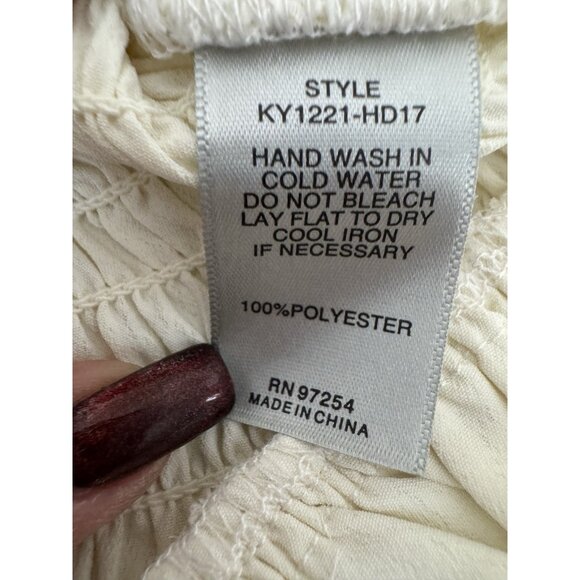 STYLE
KY1221-HD17
HAND WASH IN
COLD WATER
DO NOT BLEACH
LAY FLAT TO DRY
COOL IRON
IF NECESSARY
100%POLYESTER
RN 97254
MADE IN CHINA